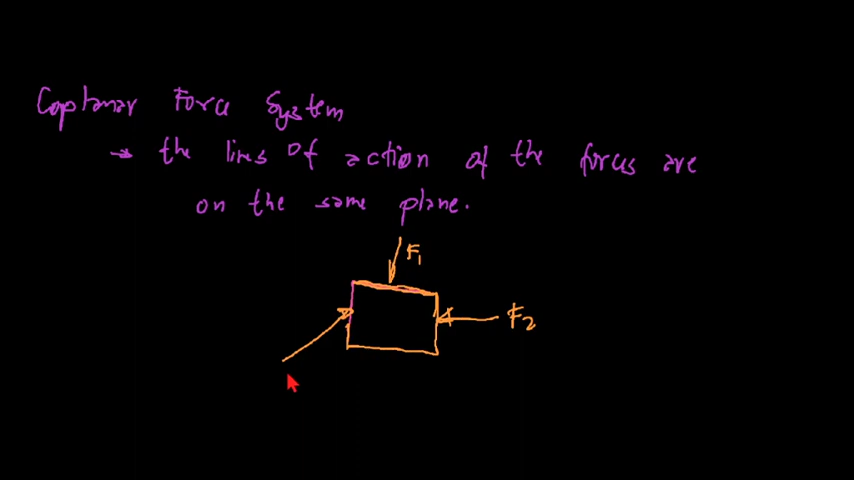 Coplanar Force System
→ the lines of action of the forces are
on the same plane.
F₁
F₂